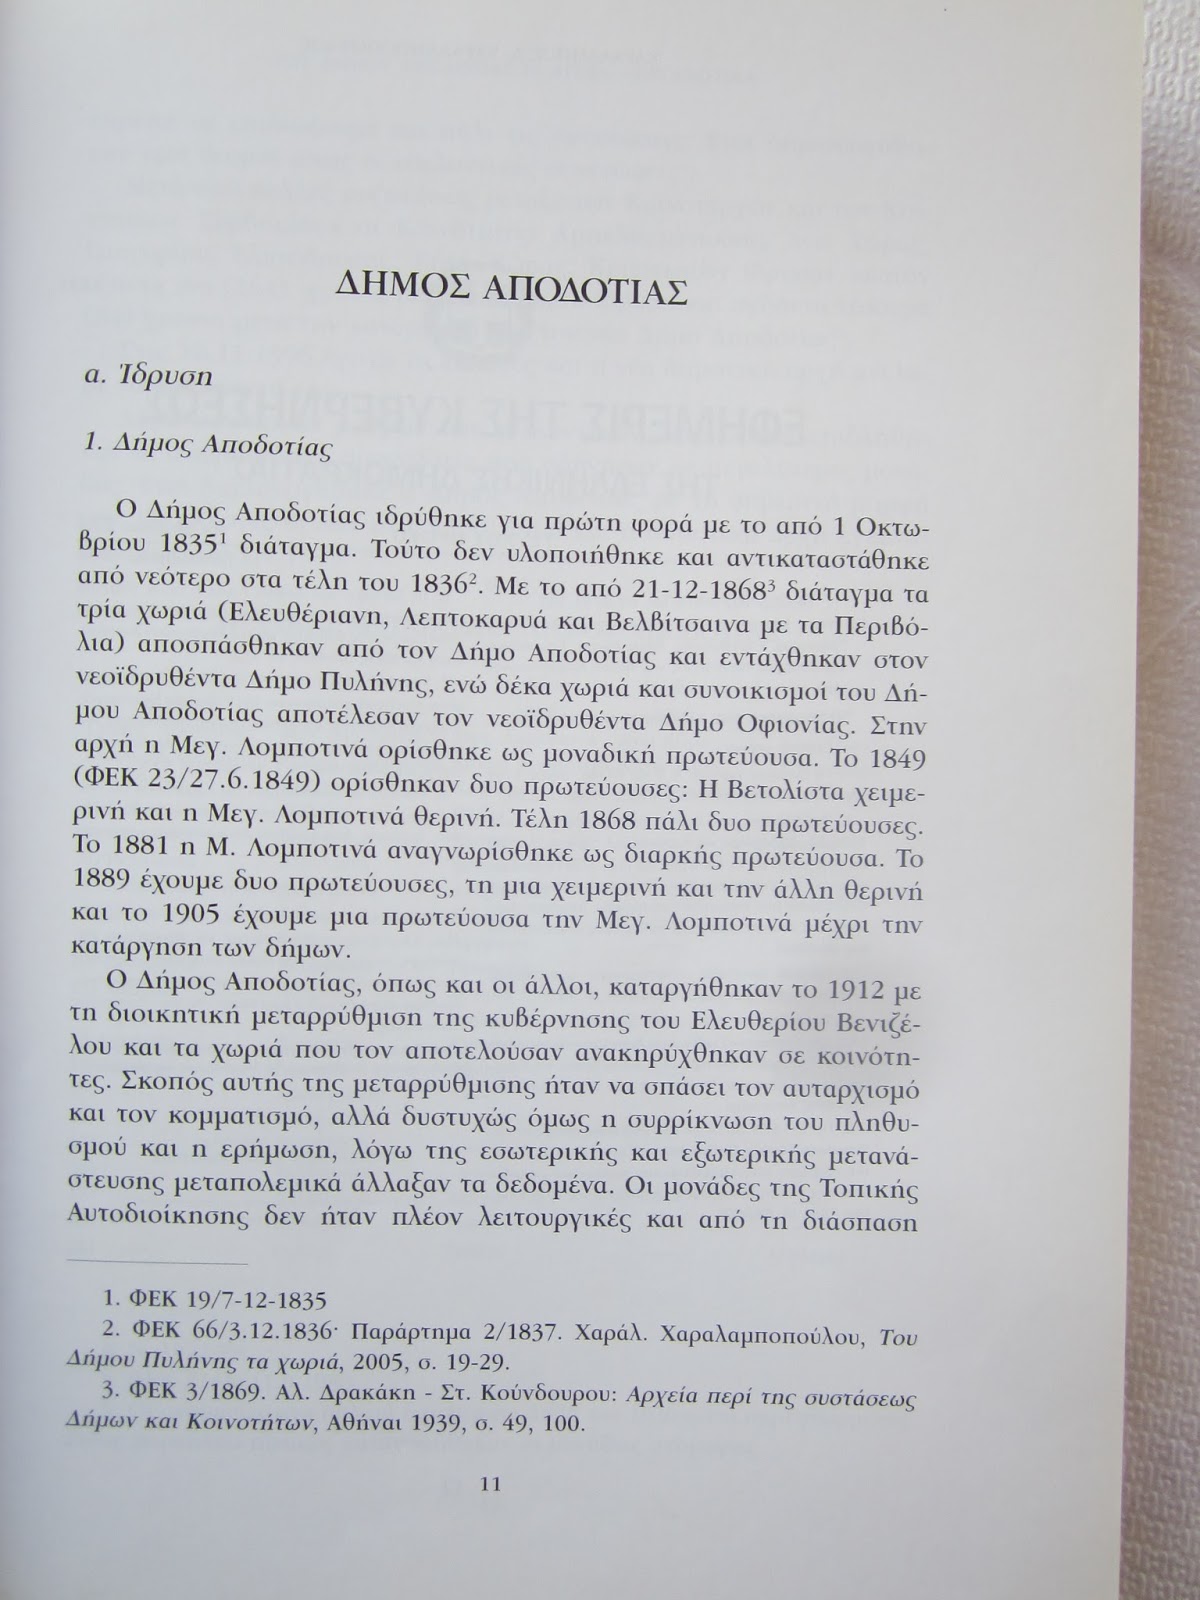 ΔΗΜΟΣ ΑΠΟΔΟΤΙΑΣ
α. Ίδρυση
1. Δήμος Αποδοτίας
Ο Δήμος Αποδοτίας ιδρύθηκε για πρώτη φορά με το από 1 Οκτω-
βρίου 1835¹ διάταγμα. Τούτο δεν υλοποιήθηκε και αντικαταστάθηκε
από νεότερο στα τέλη του 1836². Με το από 21-12-1868³ διάταγμα τα
τρία χωριά (Ελευθέριανη, Λεπτοκαρυά και Βελβίτσαινα με τα Περιβό-
λια) αποσπάσθηκαν από τον Δήμο Αποδοτίας και εντάχθηκαν στον
νεοϊδρυθέντα Δήμο Πυλήνης, ενώ δέκα χωριά και συνοικισμοί του Δή-
μου Αποδοτίας αποτέλεσαν τον νεοϊδρυθέντα Δήμο Οφιονίας. Στην
αρχή η Μεγ. Λομποτινά ορίσθηκε ως μοναδική πρωτεύουσα. Το 1849
(ΦΕΚ 23/27.6.1849) ορίσθηκαν δυο πρωτεύουσες: Η Βετολίστα χειμε-
ρινή και η Μεγ. Λομποτινά θερινή. Τέλη 1868 πάλι δυο πρωτεύουσες.
Το 1881 η Μ. Λομποτινά αναγνωρίσθηκε ως διαρκής πρωτεύουσα. Το
1889 έχουμε δυο πρωτεύουσες, τη μια χειμερινή και την άλλη θερινή
και το 1905 έχουμε μια πρωτεύουσα την Μεγ. Λομποτινά μέχρι την
κατάργηση των δήμων.
Ο Δήμος Αποδοτίας, όπως και οι άλλοι, καταργήθηκαν το 1912 με
τη διοικητική μεταρρύθμιση της κυβέρνησης του Ελευθερίου Βενιζέ-
λου και τα χωριά που τον αποτελούσαν ανακηρύχθηκαν σε κοινότη-
τες. Σκοπός αυτής της μεταρρύθμισης ήταν να σπάσει τον αυταρχισμό
και τον κομματισμό, αλλά δυστυχώς όμως η συρρίκνωση του πληθυ-
σμού και η ερήμωση, λόγω της εσωτερικής και εξωτερικής μετανά-
στευσης μεταπολεμικά άλλαξαν τα δεδομένα. Οι μονάδες της Τοπικής
Αυτοδιοίκησης δεν ήταν πλέον λειτουργικές και από τη διάσπαση
1. ΦΕΚ 19/7-12-1835
2. ΦΕΚ 66/3.12.1836· Παράρτημα 2/1837. Χαράλ. Χαραλαμποπούλου, Του
Δήμου Πυλήνης τα χωριά, 2005, σ. 19-29.
3. ΦΕΚ 3/1869. Αλ. Δρακάκη - Στ. Κούνδουρου: Αρχεία περί της συστάσεως
Δήμων και Κοινοτήτων, Αθήναι 1939, σ. 49, 100.
11